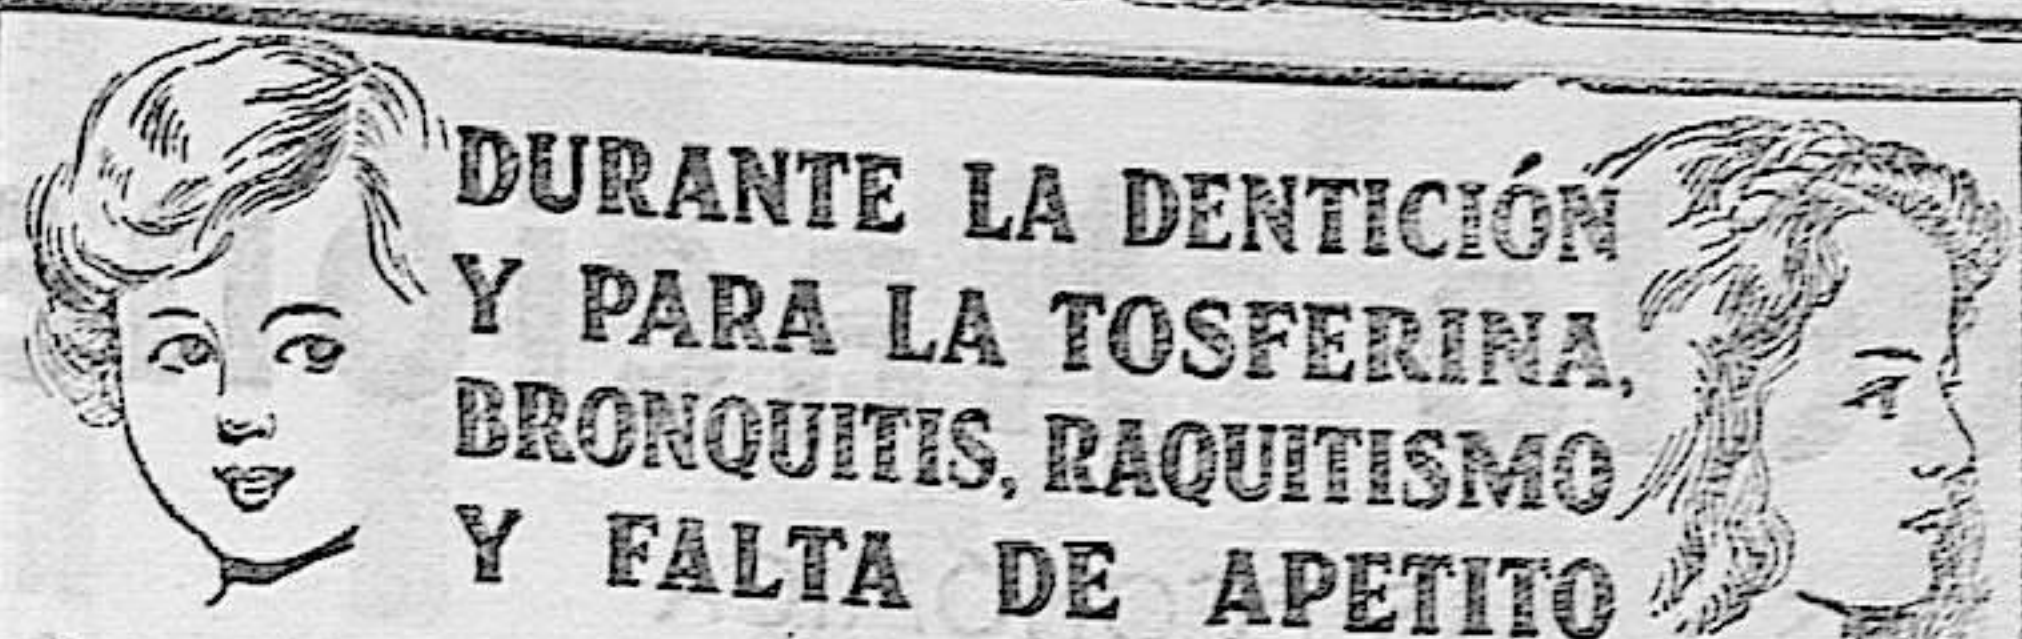 DURANTE LA DENTICIÓN
Y PARA LA TOSFERINA,
BRONQUITIS, RAQUITISMO
Y FALTA DE APETITO